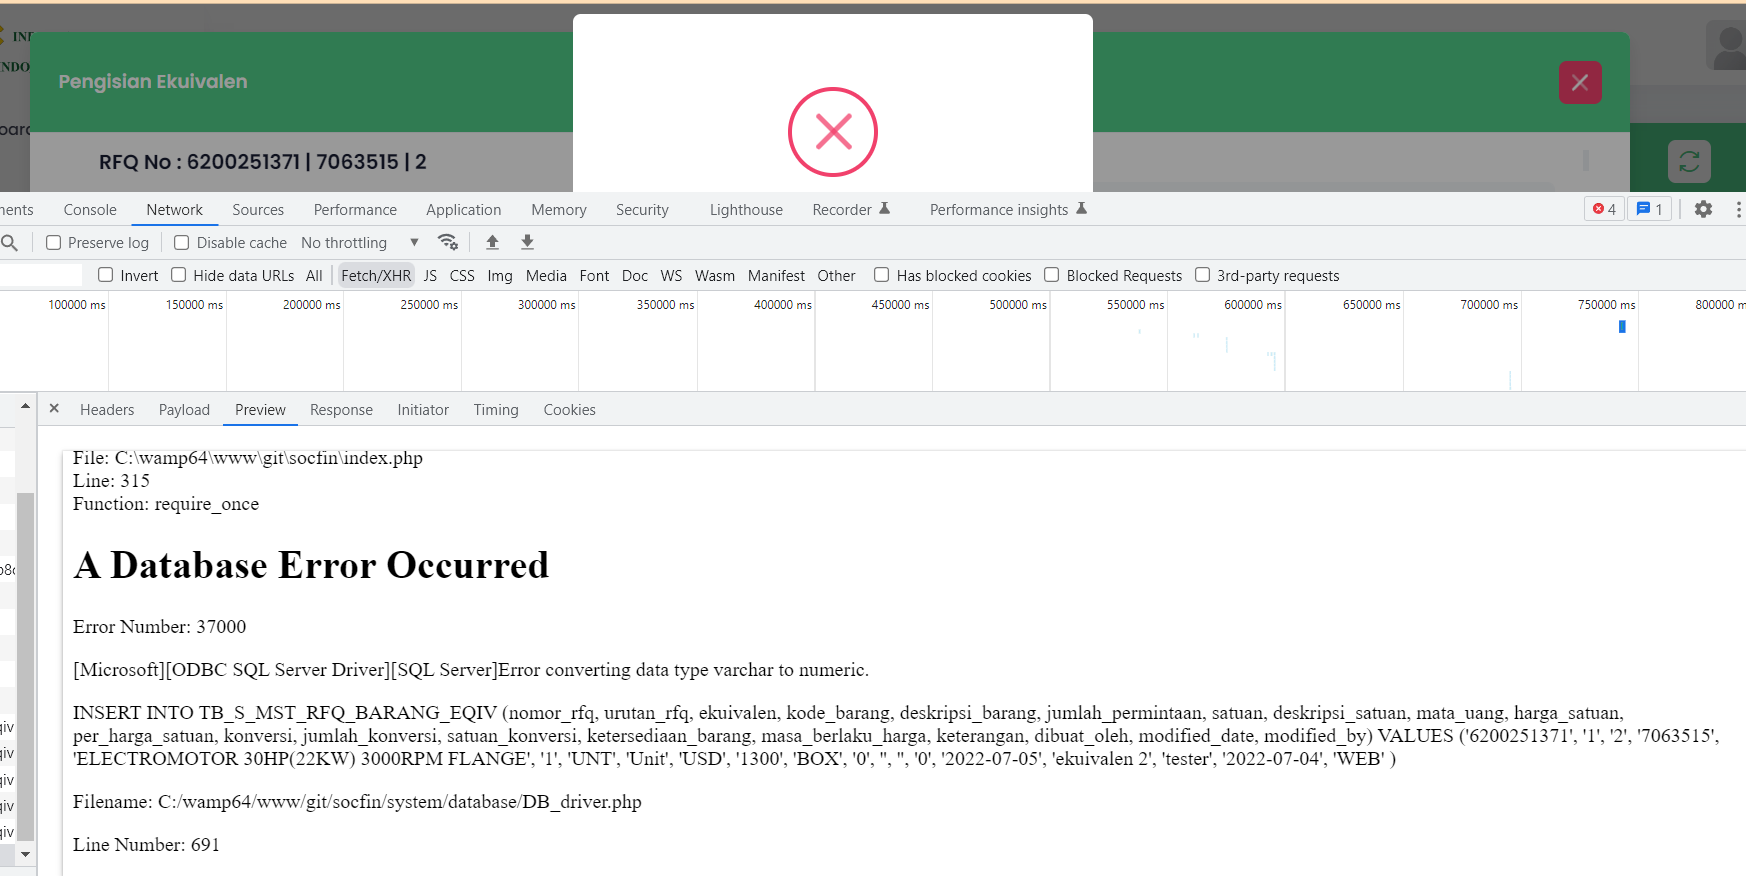 INDO
Pengisian Ekuivalen
RFQ No : 6200251371 | 7063515 | 2
Console Network Sources Performance Application Memory Security Lighthouse Recorder Performance insights 4 1
Preserve log Disable cache No throttling
Invert Hide data URLs All Fetch/XHR JS CSS Img Media Font Doc WS Wasm Manifest Other Has blocked cookies Blocked Requests 3rd-party requests
100000 ms 150000 ms 200000 ms 250000 ms 300000 ms 350000 ms 400000 ms 450000 ms 500000 ms 550000 ms 600000 ms 650000 ms 700000 ms 750000 ms 800000 m
Headers Payload Preview Response Initiator Timing Cookies
File: C:\wamp64\www\git\socfin\index.php
Line: 315
Function: require_once
A Database Error Occurred
Error Number: 37000
[Microsoft][ODBC SQL Server Driver][SQL Server]Error converting data type varchar to numeric.
INSERT INTO TB_S_MST_RFQ_BARANG_EQIV (nomor_rfq, urutan_rfq, ekuivalen, kode_barang, deskripsi_barang, jumlah_permintaan, satuan, deskripsi_satuan, mata_uang, harga_satuan,
per_harga_satuan, konversi, jumlah_konversi, satuan_konversi, ketersediaan_barang, masa_berlaku_harga, keterangan, dibuat_oleh, modified_date, modified_by) VALUES ('6200251371', '1', '2', '7063515',
'ELECTROMOTOR 30HP(22KW) 3000RPM FLANGE', '1', 'UNT', 'Unit', 'USD', '1300', 'BOX', '0', '', '', '0', '2022-07-05', 'ekuivalen 2', 'tester', '2022-07-04', 'WEB' )
Filename: C:/wamp64/www/git/socfin/system/database/DB_driver.php
Line Number: 691
qiv
qiv
qiv
qiv
qiv